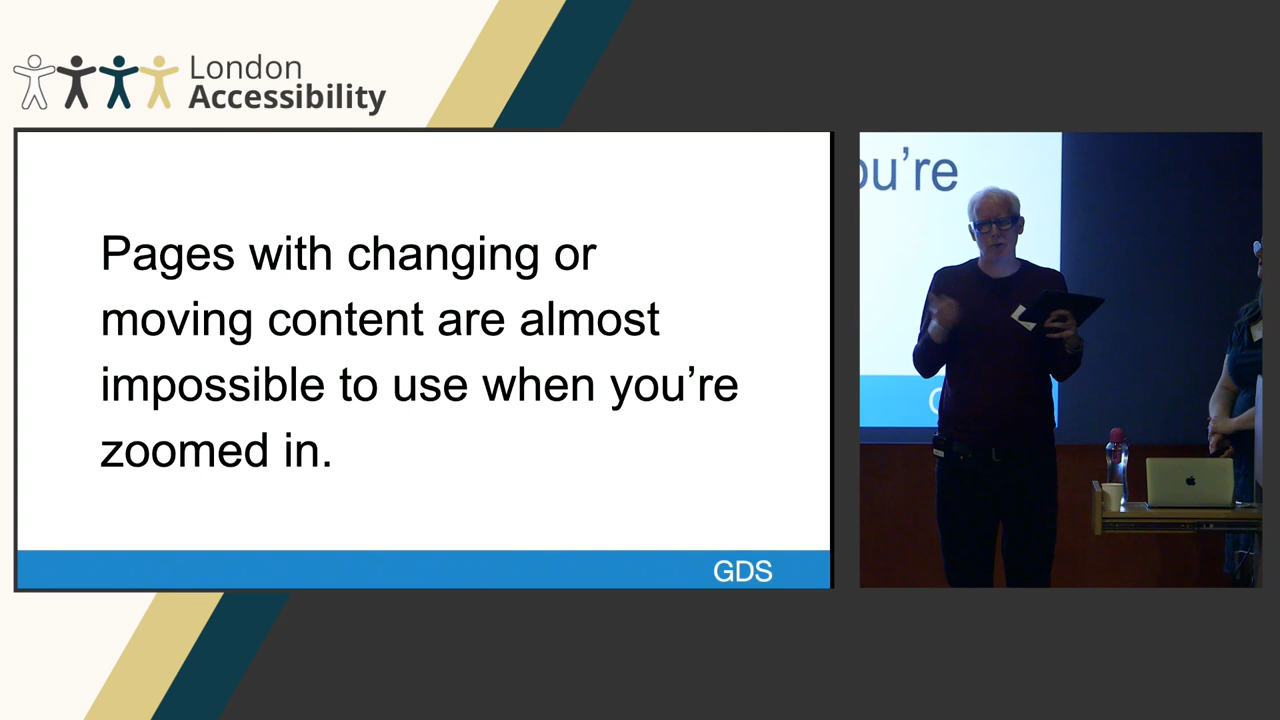 London
Accessibility
Pages with changing or
moving content are almost
impossible to use when you're
zoomed in.
GDS
ou're